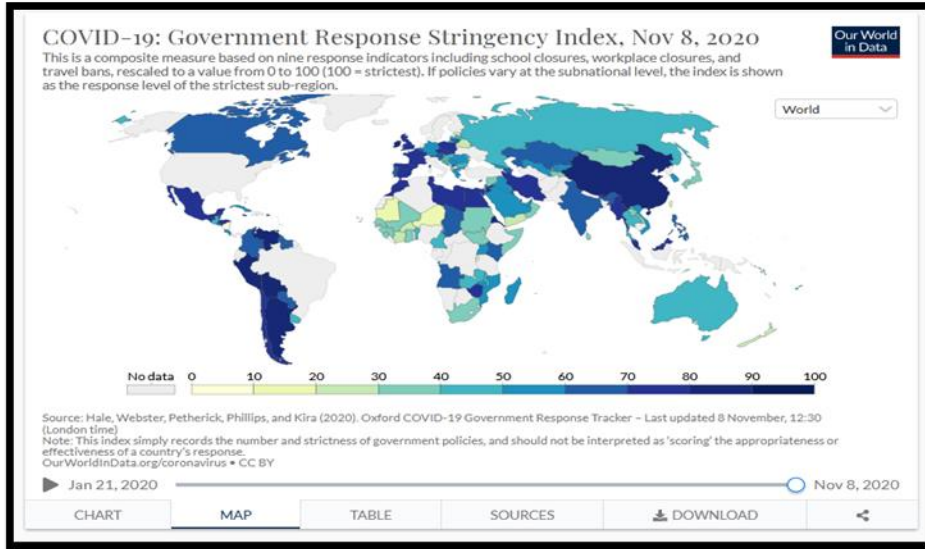 COVID-19: Government Response Stringency Index, Nov 8, 2020
Our World
in Data
This is a composite measure based on nine response indicators including school closures, workplace closures, and
travel bans, rescaled to a value from 0 to 100 (100 = strictest). If policies vary at the subnational level, the index is shown
as the response level of the strictest sub-region.
World
No data 0 10 20 30 40 50 60 70 80 90 100
Source: Hale, Webster, Petherick, Phillips, and Kira (2020). Oxford COVID-19 Government Response Tracker – Last updated 8 November, 12:30
(London time)
Note: This index simply records the number and strictness of government policies, and should not be interpreted as 'scoring' the appropriateness or
effectiveness of a country's response.
OurWorldInData.org/coronavirus • CC BY
Jan 21, 2020 Nov 8, 2020
CHART MAP TABLE SOURCES DOWNLOAD